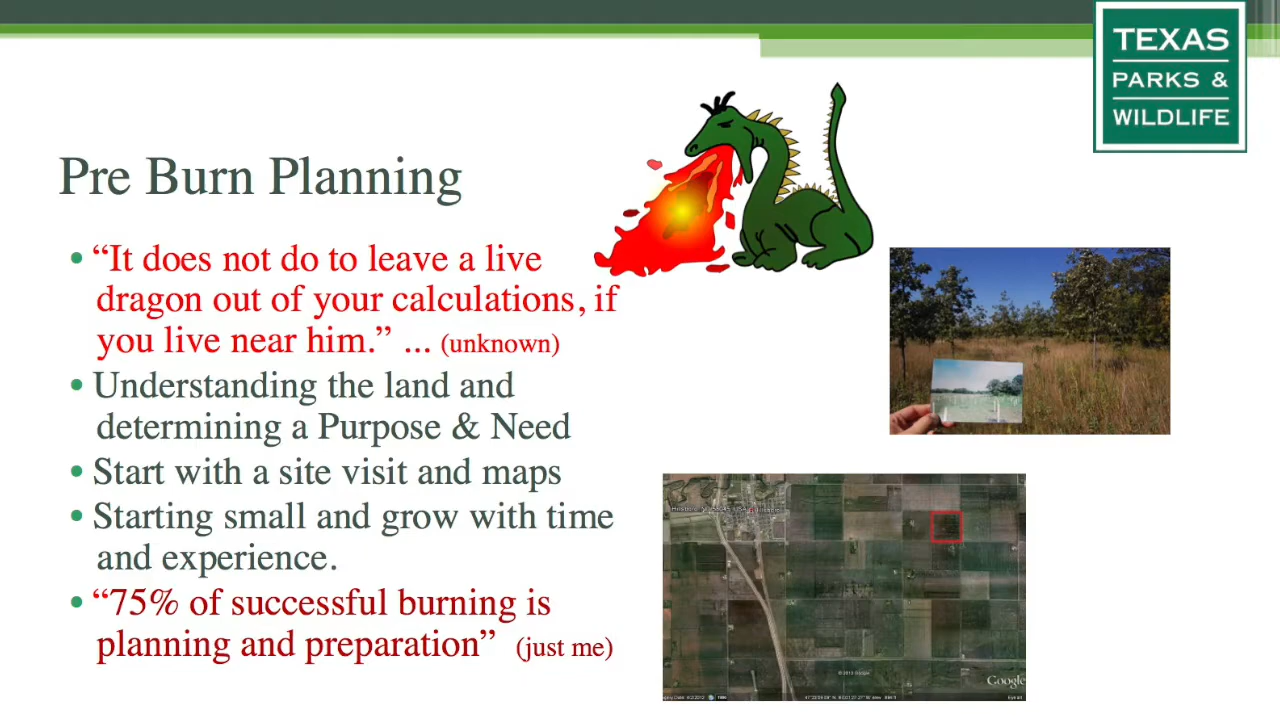 TEXAS
PARKS &
WILDLIFE
Pre Burn Planning
• “It does not do to leave a live
dragon out of your calculations, if
you live near him.” ... (unknown)
• Understanding the land and
determining a Purpose & Need
• Start with a site visit and maps
• Starting small and grow with time
and experience.
• “75% of successful burning is
planning and preparation” (just me)
Google